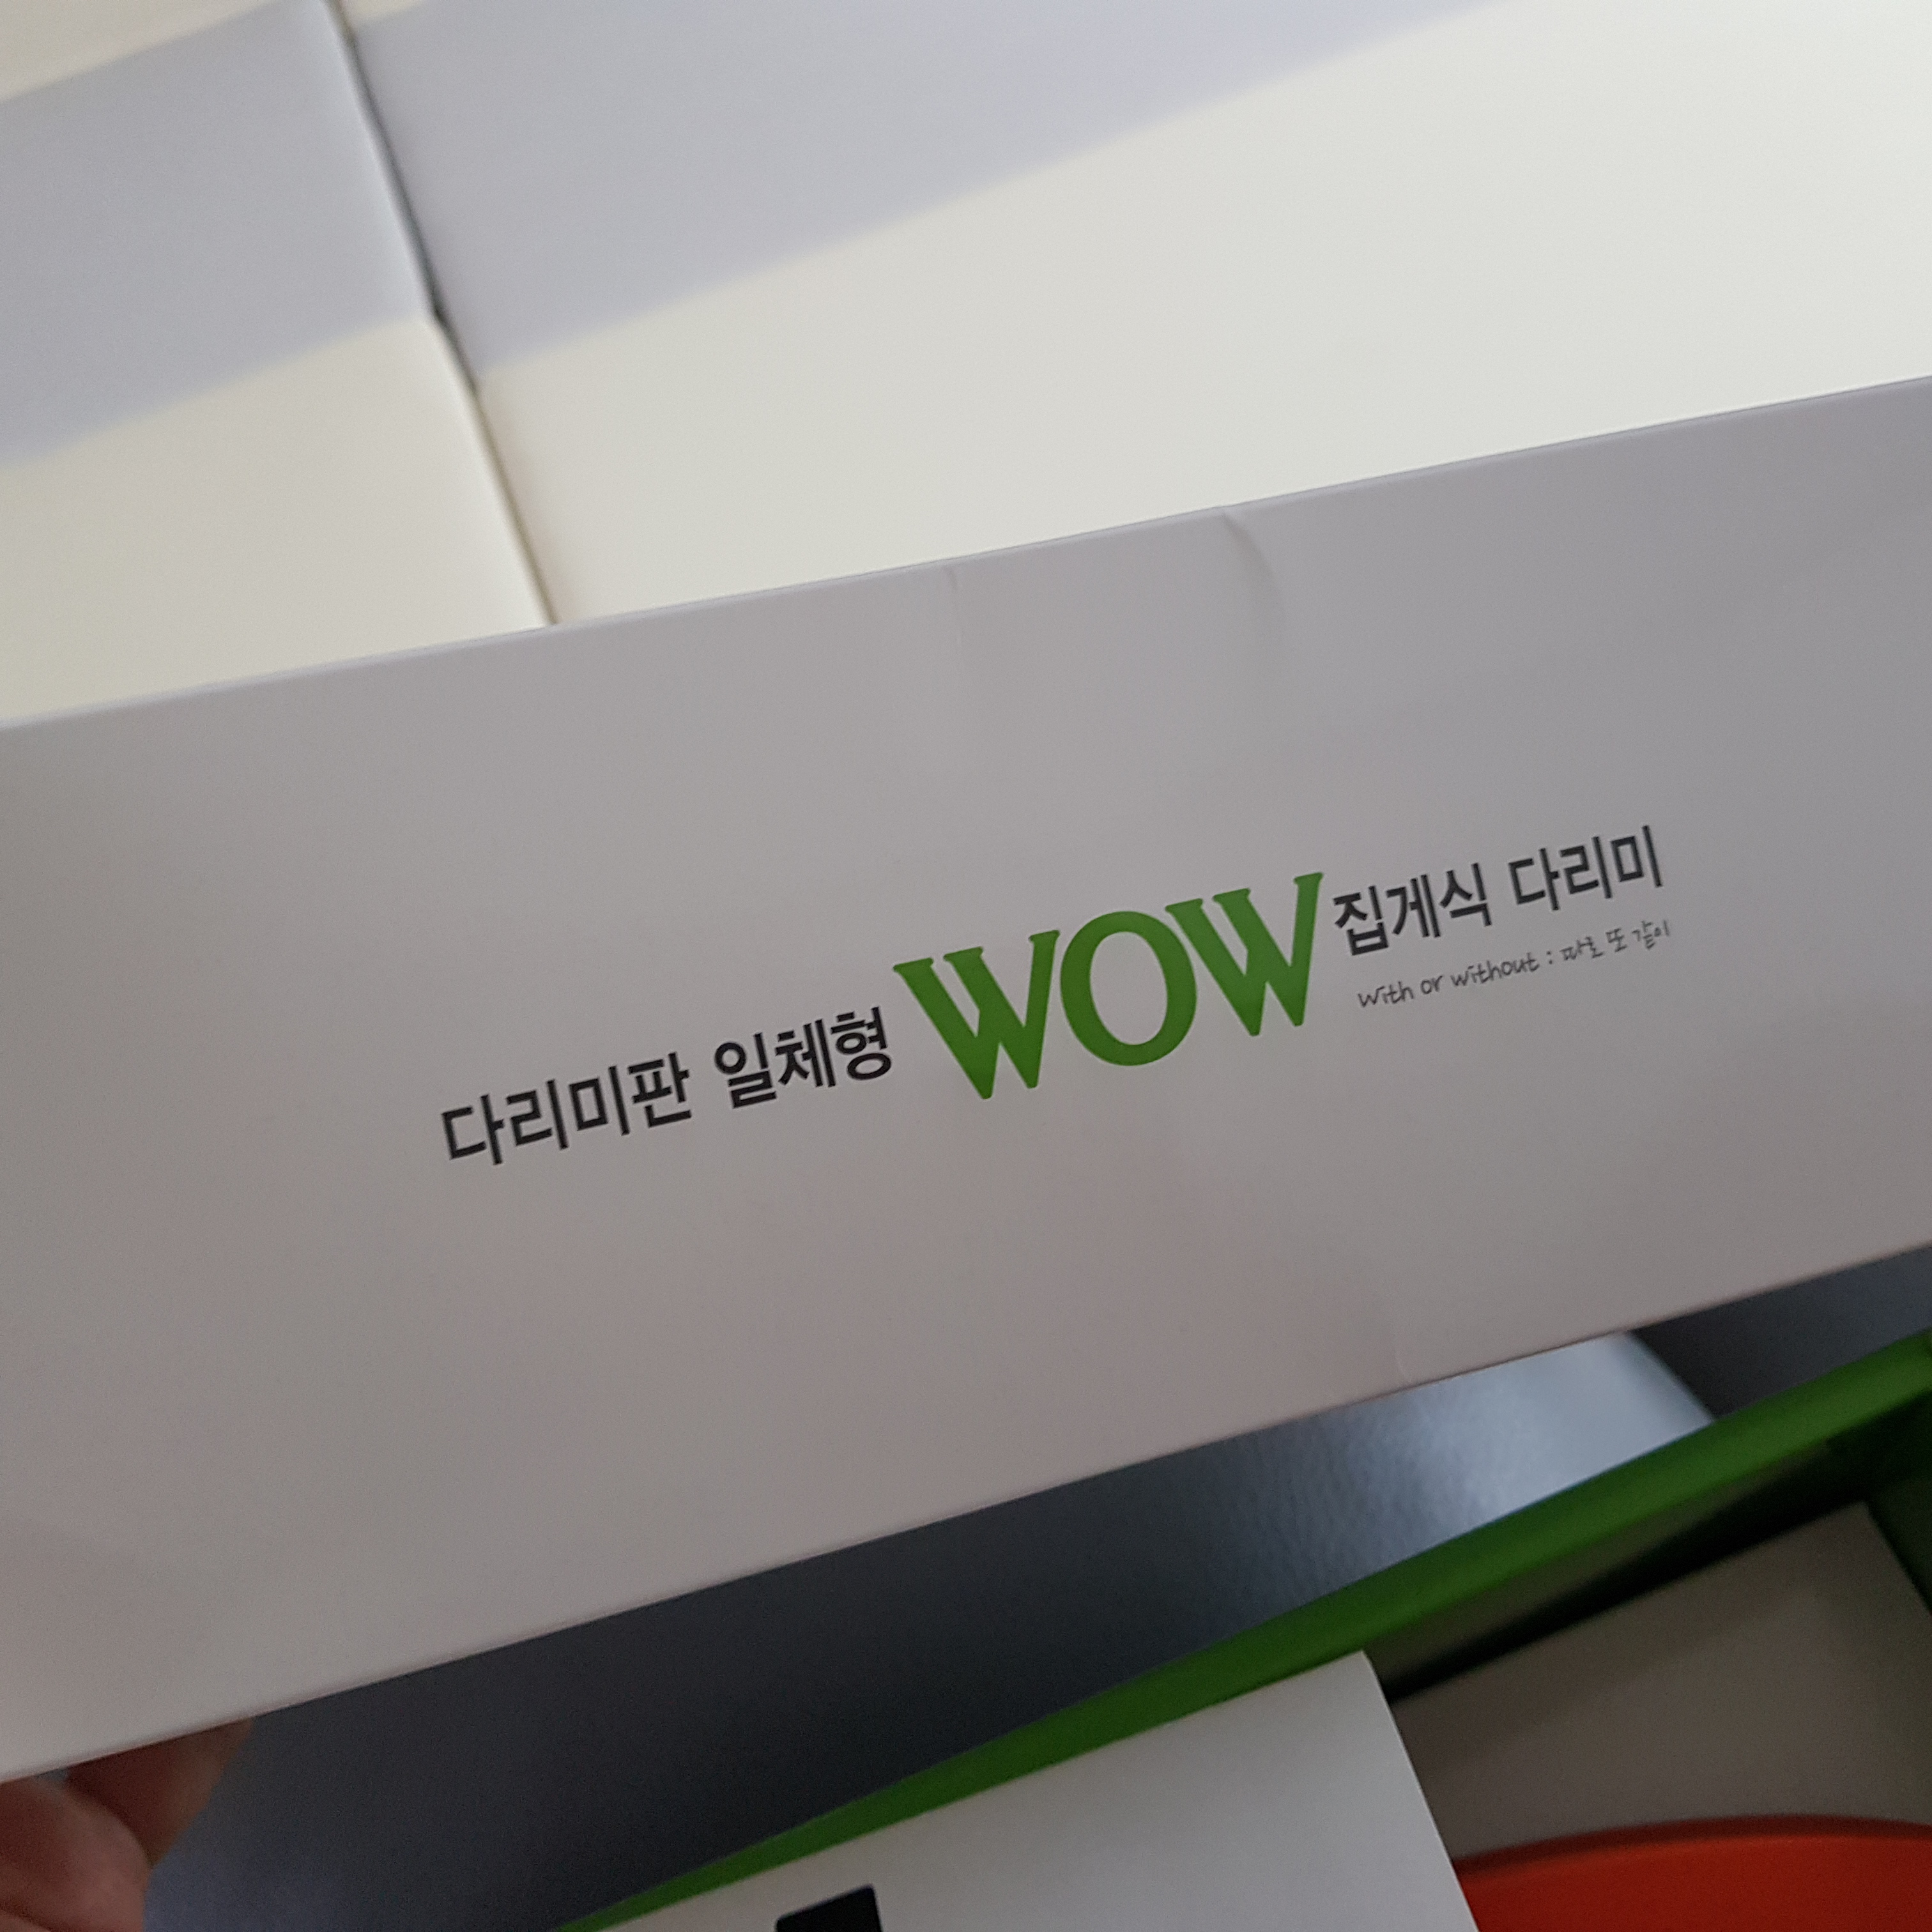 다리미판 일체형 WOW 집게식 다리미
With or without : 따로 또 같이